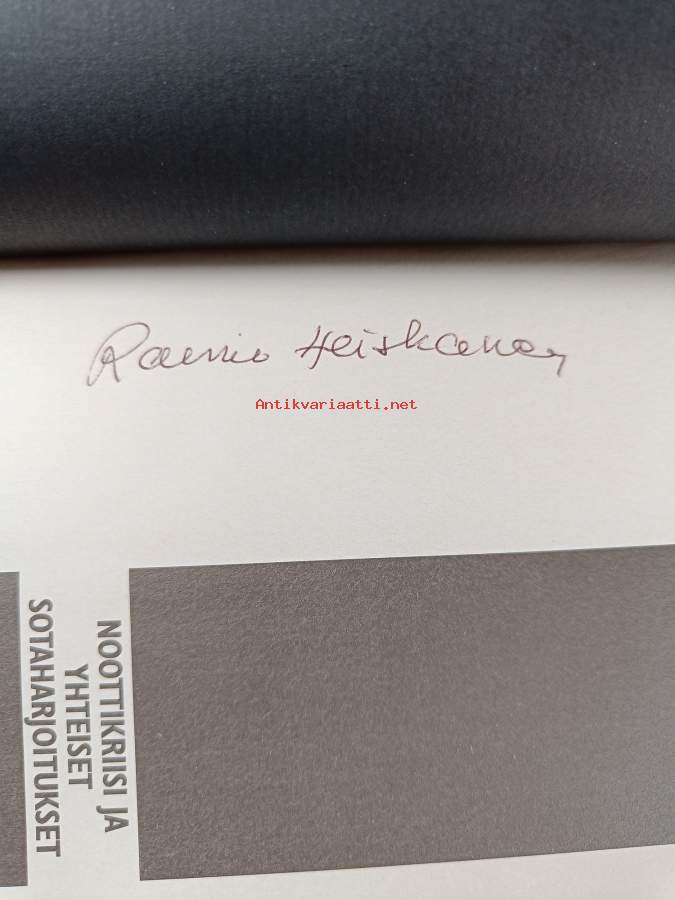 Raimo Heiskanen
Antikvariaatti.net
NOOTTIKRIISI JA
YHTEISET
SOTAHARJOITUKSET